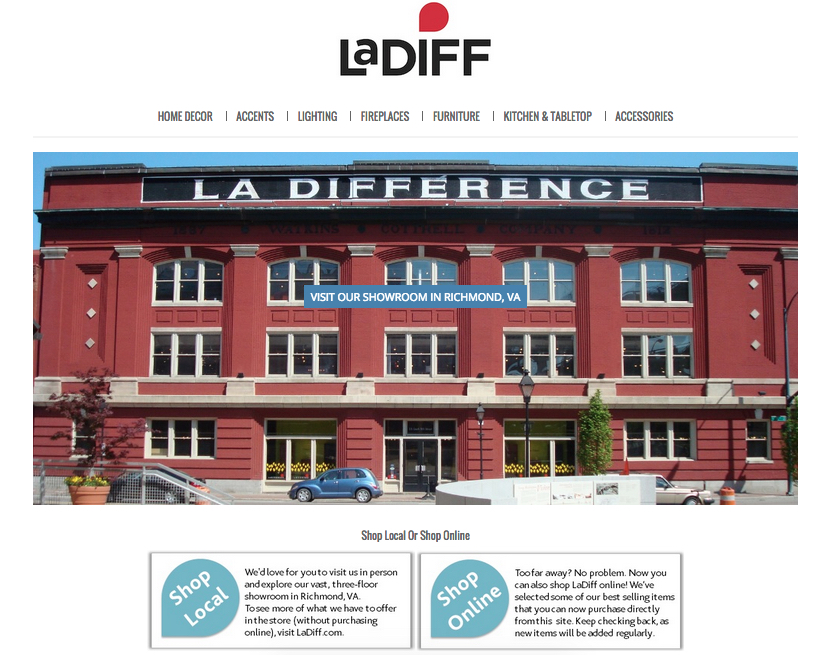 LaDIFF
HOME DECOR | ACCENTS | LIGHTING | FIREPLACES | FURNITURE | KITCHEN & TABLETOP | ACCESSORIES
LA DIFFÉRENCE
WATKINS COTTRELL COMPANY
VISIT OUR SHOWROOM IN RICHMOND, VA
Shop Local Or Shop Online
Shop
Local
We'd love for you to visit us in person
and explore our vast, three-floor
showroom in Richmond, VA.
To see more of what we have to offer
in the store (without purchasing
online), visit LaDiff.com.
Shop
Online
Too far away? No problem. Now you
can also shop LaDiff online! We've
selected some of our best selling items
that you can now purchase directly
from this site. Keep checking back, as
new items will be added regularly.